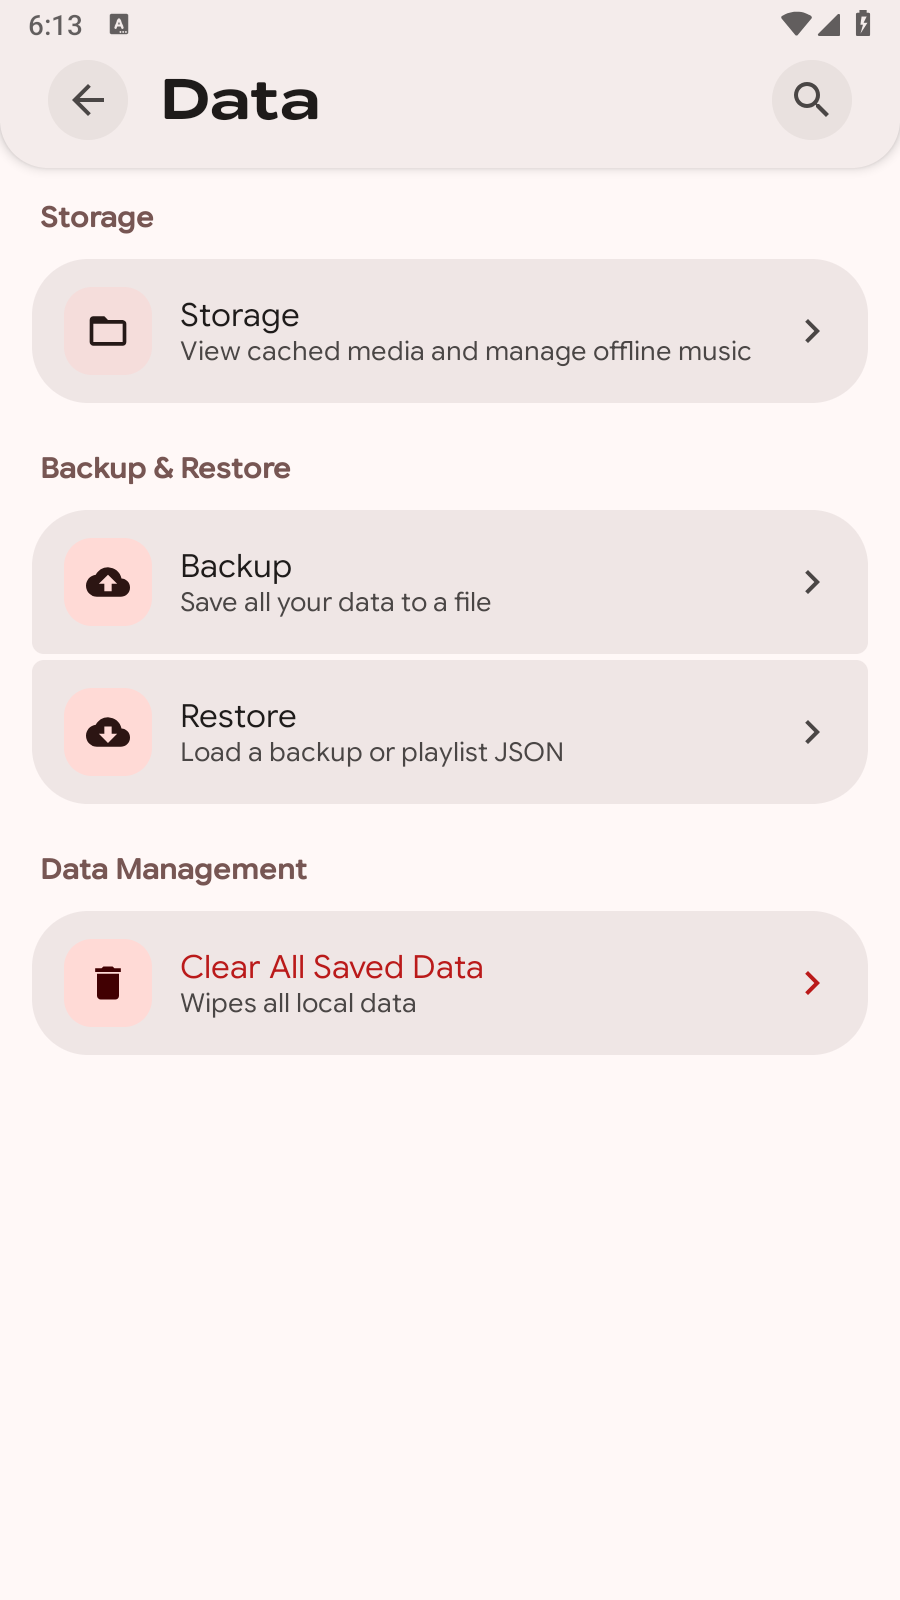 6:13
Data
Storage
Storage
View cached media and manage offline music
Backup & Restore
Backup
Save all your data to a file
Restore
Load a backup or playlist JSON
Data Management
Clear All Saved Data
Wipes all local data